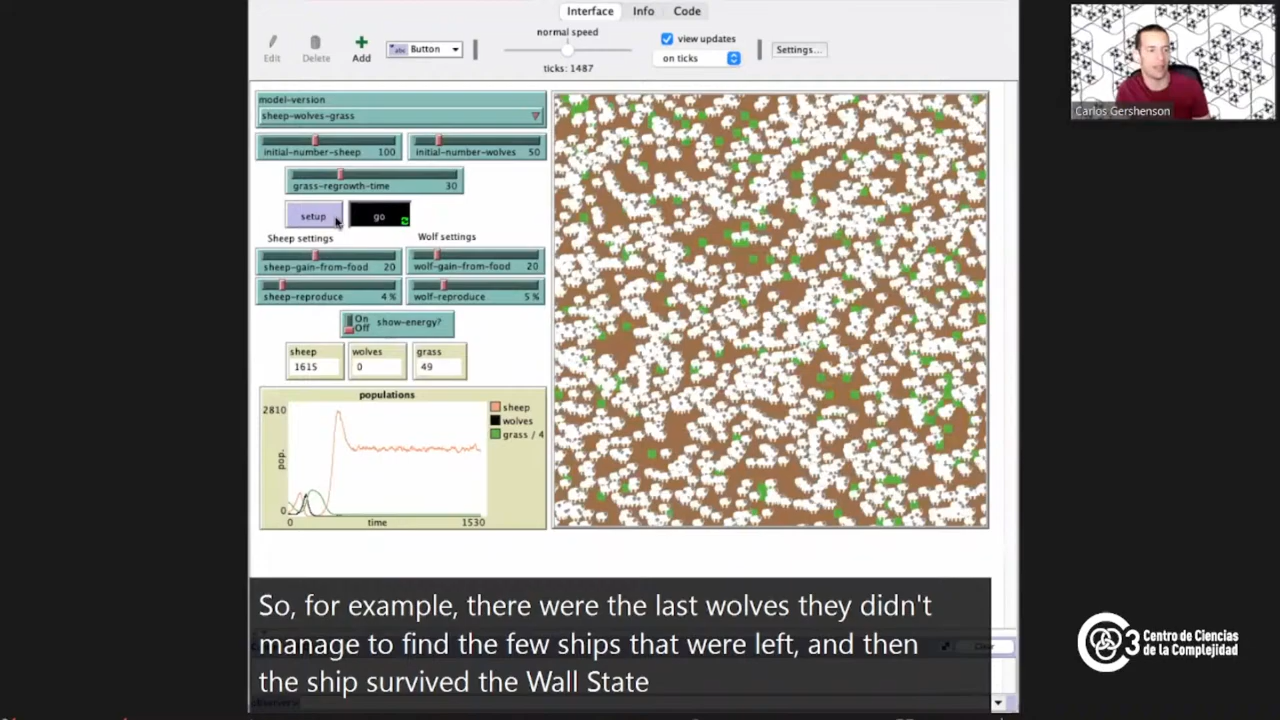 Interface Info Code
Edit Delete Add Button
normal speed
ticks: 1487
view updates
on ticks
Settings...
Carlos Gershenson
model-version
sheep-wolves-grass
initial-number-sheep 100
initial-number-wolves 50
grass-regrowth-time 30
setup go
Sheep settings Wolf settings
sheep-gain-from-food 20
wolf-gain-from-food 20
sheep-reproduce 4 %
wolf-reproduce 5 %
On
Off
show-energy?
sheep wolves grass
1615 0 49
populations
2810
pop.
0
0 time 1530
sheep
wolves
grass / 4
So, for example, there were the last wolves they didn't
manage to find the few ships that were left, and then
the ship survived the Wall State
Clear
observer>
C3 Centro de Ciencias
de la Complejidad